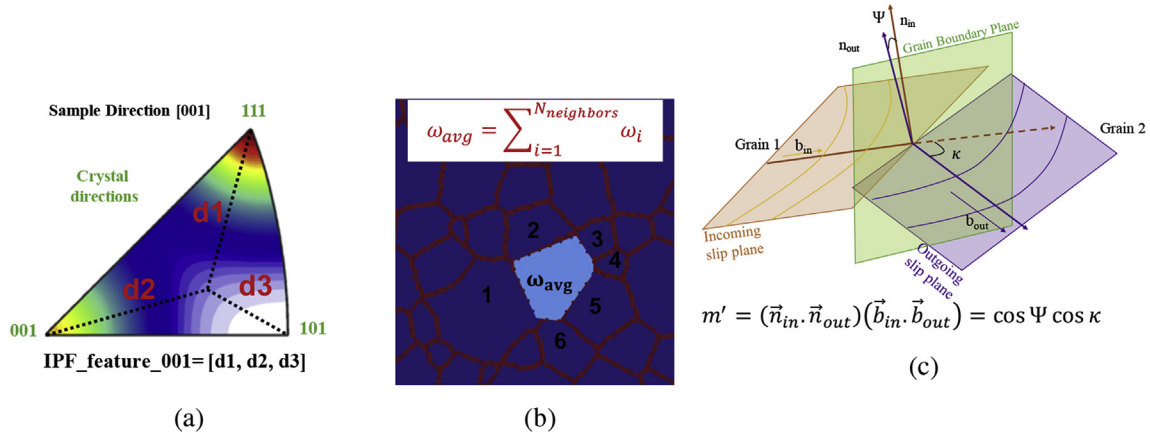 Sample Direction [001]
111
Crystal
directions
d1
d2
d3
001
101
IPF_feature_001= [d1, d2, d3]
(a)
ω_avg = ∑_{i=1}^{N_neighbors} ω_i
1
2
3
4
5
6
ω_avg
(b)
Ψ
n_in
n_out
Grain Boundary Plane
Grain 1
b_in
Grain 2
κ
b_out
Incoming
slip plane
Outgoing
slip plane
m′ = (n⃗_in.n⃗_out)(b⃗_in.b⃗_out) = cos Ψ cos κ
(c)